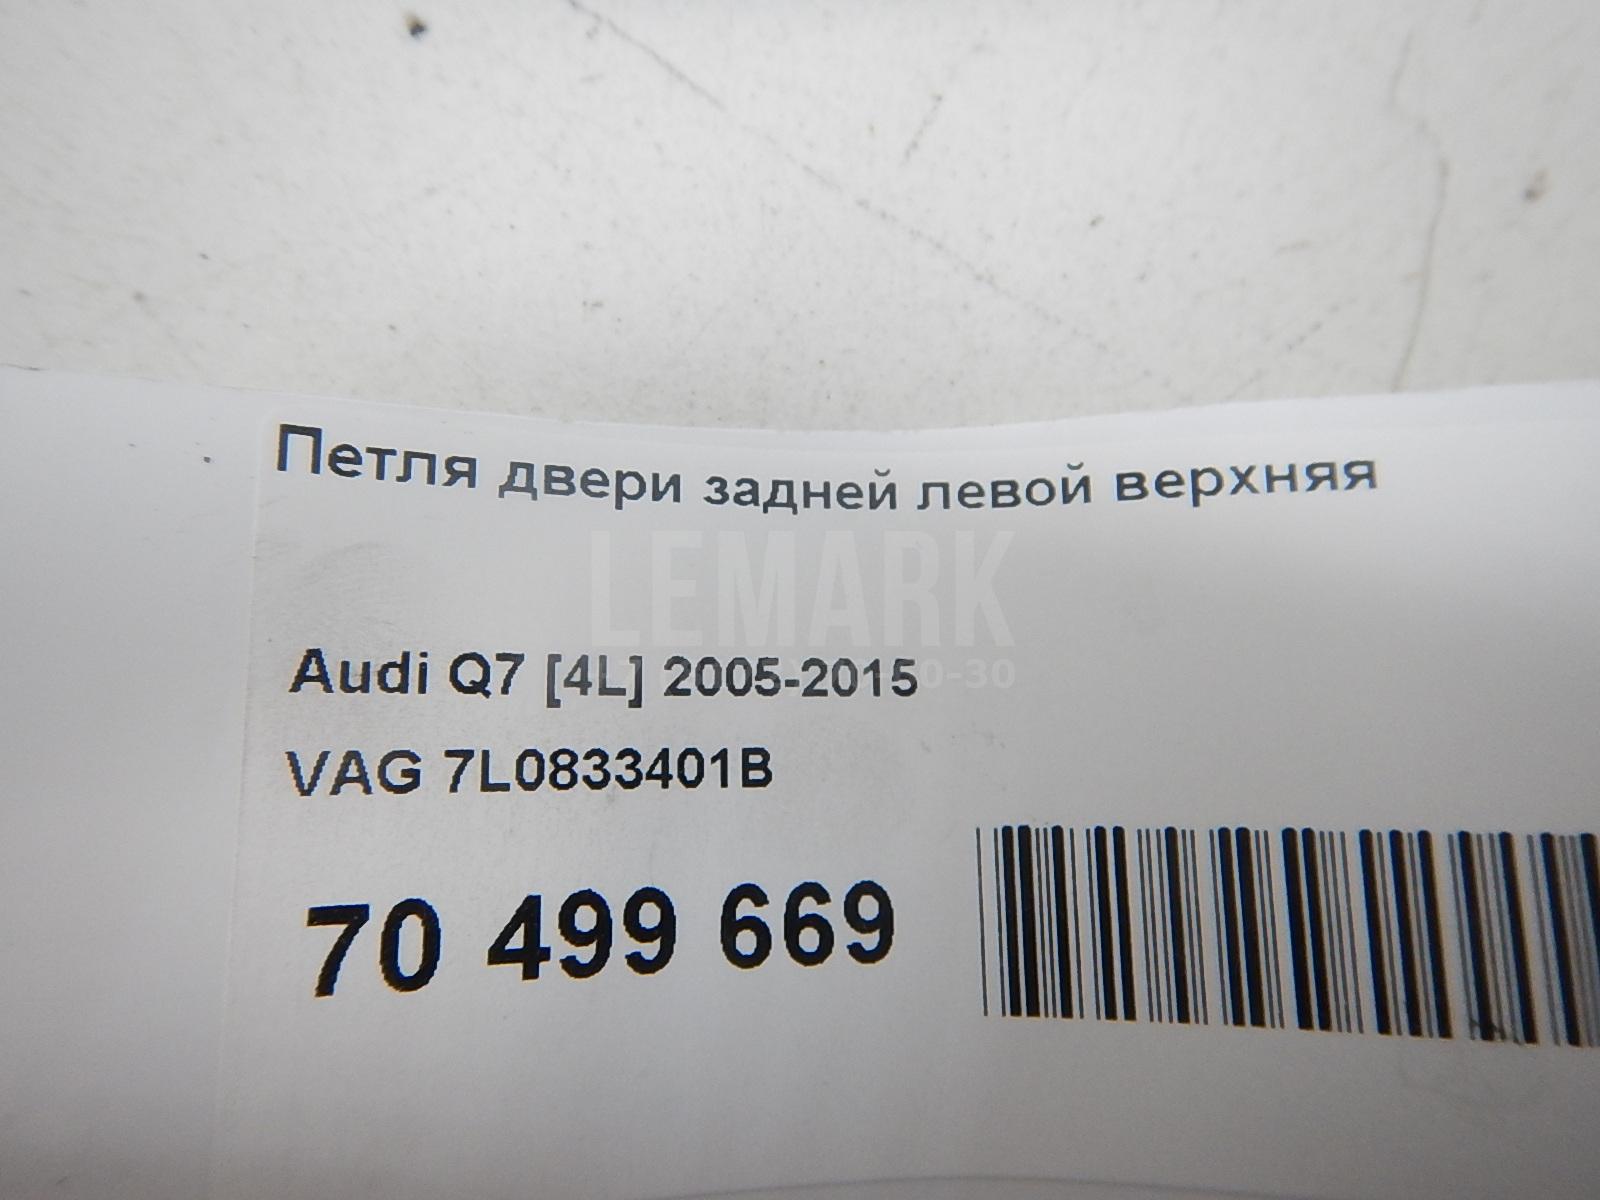 Петля двери задней левой верхняя
LEMARK
Audi Q7 [4L] 2005-2015
VAG 7L0833401B
70 499 669